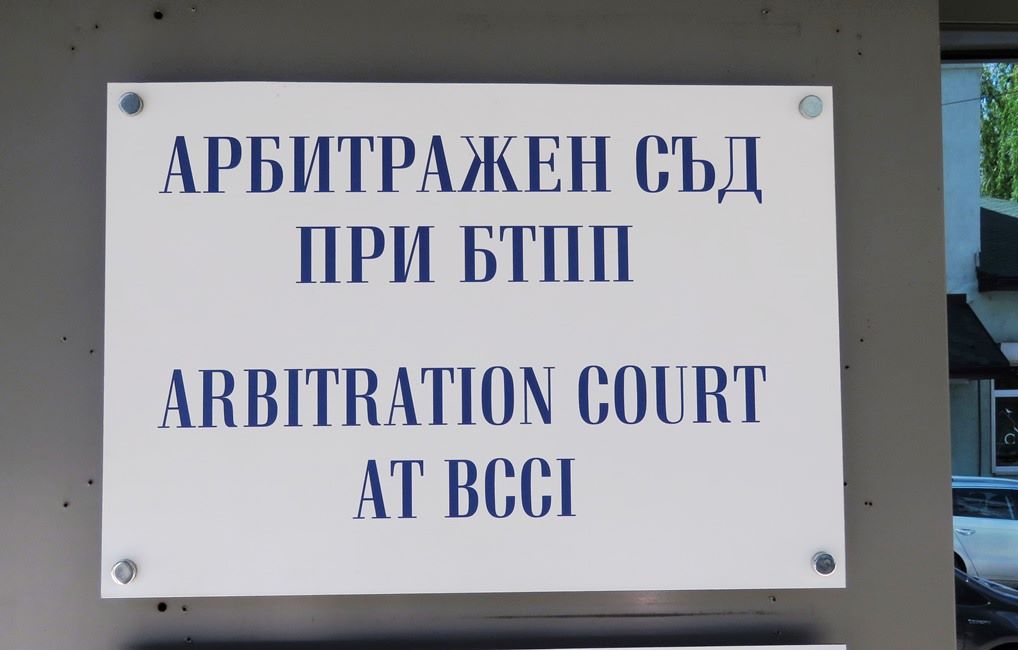 АРБИТРАЖЕН СЪД
ПРИ БТПП
ARBITRATION COURT
AT BCCI